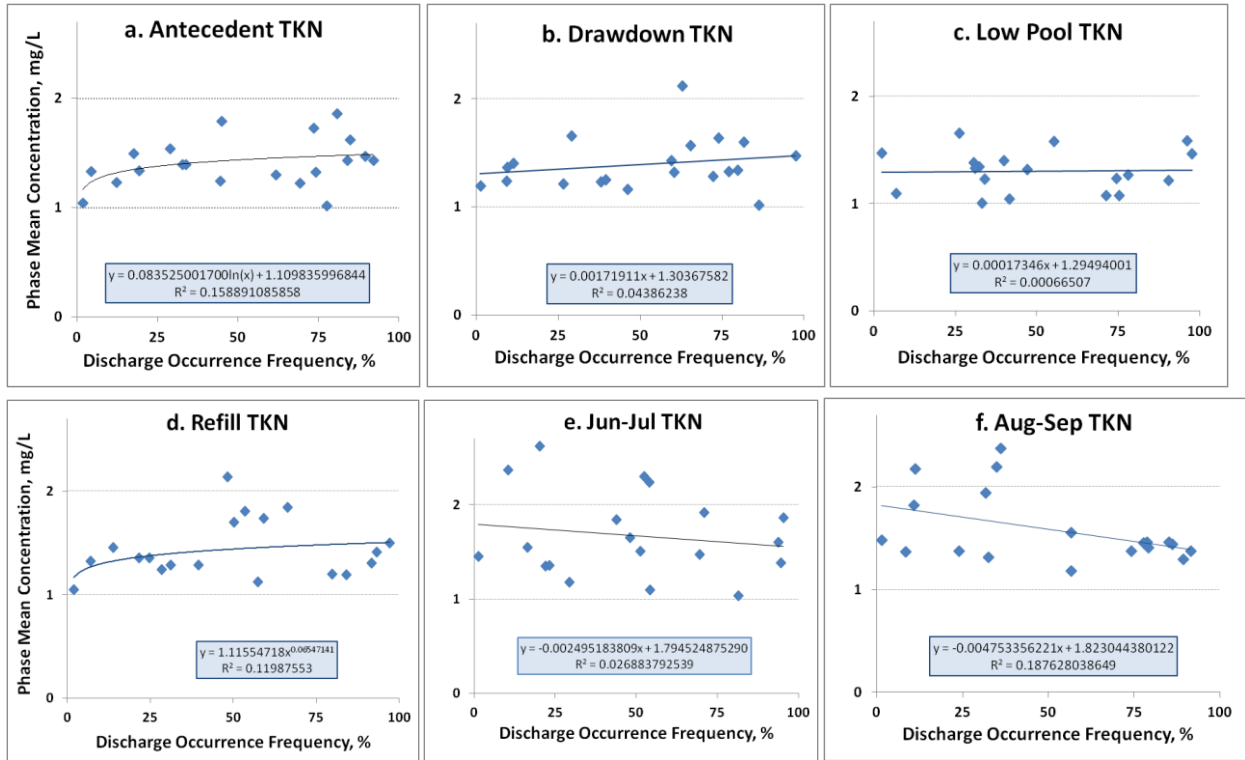 a. Antecedent TKN
Phase Mean Concentration, mg/L
2
1
0
y = 0.083525001700ln(x) + 1.109835996844
R² = 0.158891085858
0 25 50 75 100
Discharge Occurrence Frequency, %
b. Drawdown TKN
2
1
0
y = 0.00171911x + 1.30367582
R² = 0.04386238
0 25 50 75 100
Discharge Occurrence Frequency, %
c. Low Pool TKN
2
1
0
y = 0.00017346x + 1.29494001
R² = 0.00066507
0 25 50 75 100
Discharge Occurrence Frequency, %
d. Refill TKN
Phase Mean Concentration, mg/L
2
1
0
y = 1.11554718x^0.06547141
R² = 0.11987553
0 25 50 75 100
Discharge Occurrence Frequency, %
e. Jun-Jul TKN
2
1
0
y = -0.002495183809x + 1.794524875290
R² = 0.026883792539
0 25 50 75 100
Discharge Occurrence Frequency, %
f. Aug-Sep TKN
2
1
0
y = -0.004753356221x + 1.823044380122
R² = 0.187628038649
0 25 50 75 100
Discharge Occurrence Frequency, %